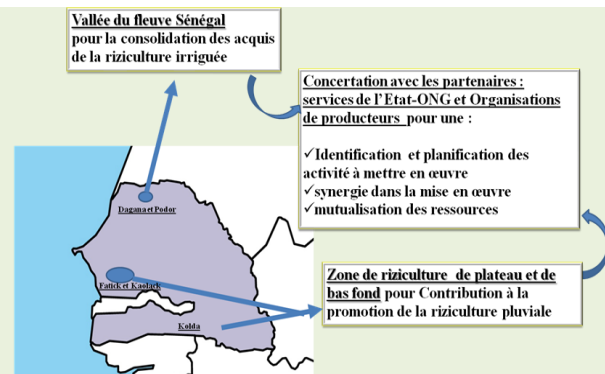 Vallée du fleuve Sénégal
pour la consolidation des acquis
de la riziculture irriguée
Concertation avec les partenaires :
services de l'Etat-ONG et Organisations
de producteurs pour une :
✓Identification et planification des
activité à mettre en œuvre
✓synergie dans la mise en œuvre
✓mutualisation des ressources
Dagana et Podor
Fatick et Kaolack
Kolda
Zone de riziculture de plateau et de
bas fond pour Contribution à la
promotion de la riziculture pluviale